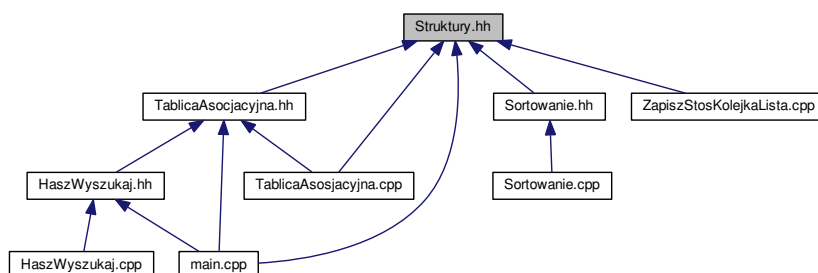 Struktury.hh
TablicaAsocjacyjna.hh
Sortowanie.hh
ZapiszStosKolejkaLista.cpp
HaszWyszukaj.hh
TablicaAsosjacyjna.cpp
Sortowanie.cpp
HaszWyszukaj.cpp
main.cpp